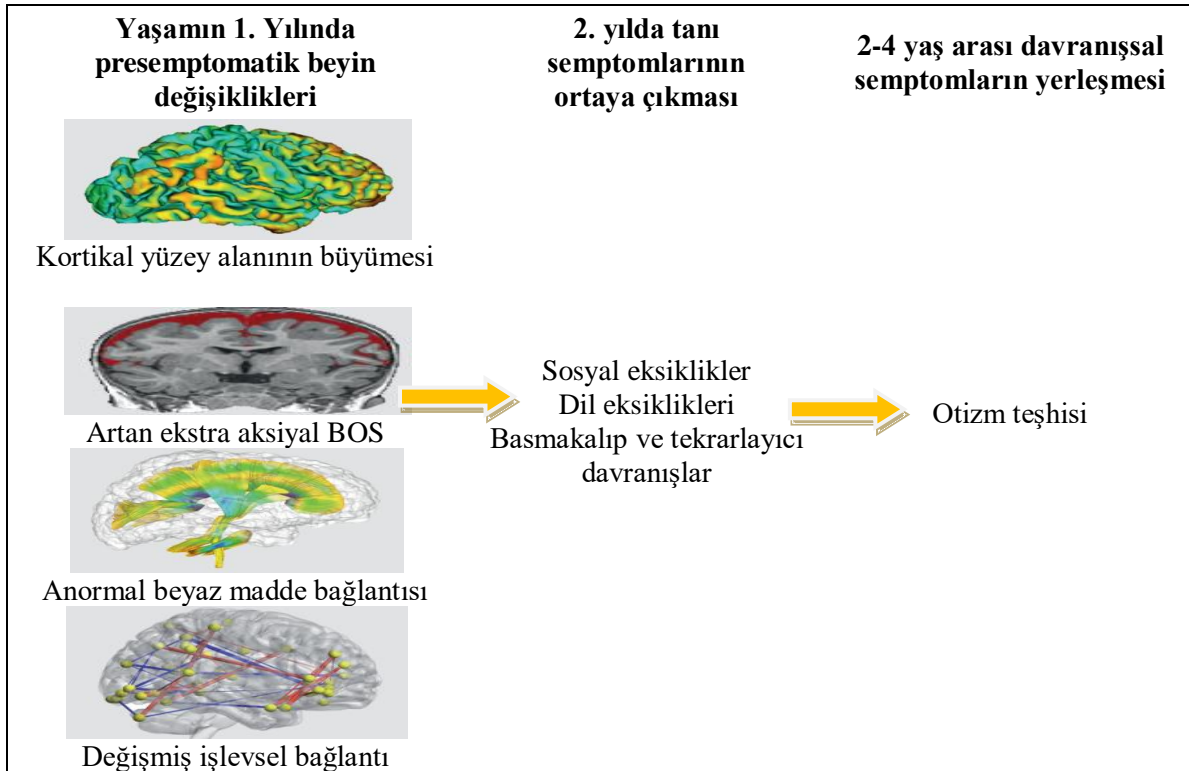 Yaşamın 1. Yılında
presemptomatik beyin
değişiklikleri
2. yılda tanı
semptomlarının
ortaya çıkması
2-4 yaş arası davranışsal
semptomların yerleşmesi
Kortikal yüzey alanının büyümesi
Artan ekstra aksiyal BOS
Anormal beyaz madde bağlantısı
Değişmiş işlevsel bağlantı
Sosyal eksiklikler
Dil eksiklikleri
Basmakalıp ve tekrarlayıcı
davranışlar
Otizm teşhisi